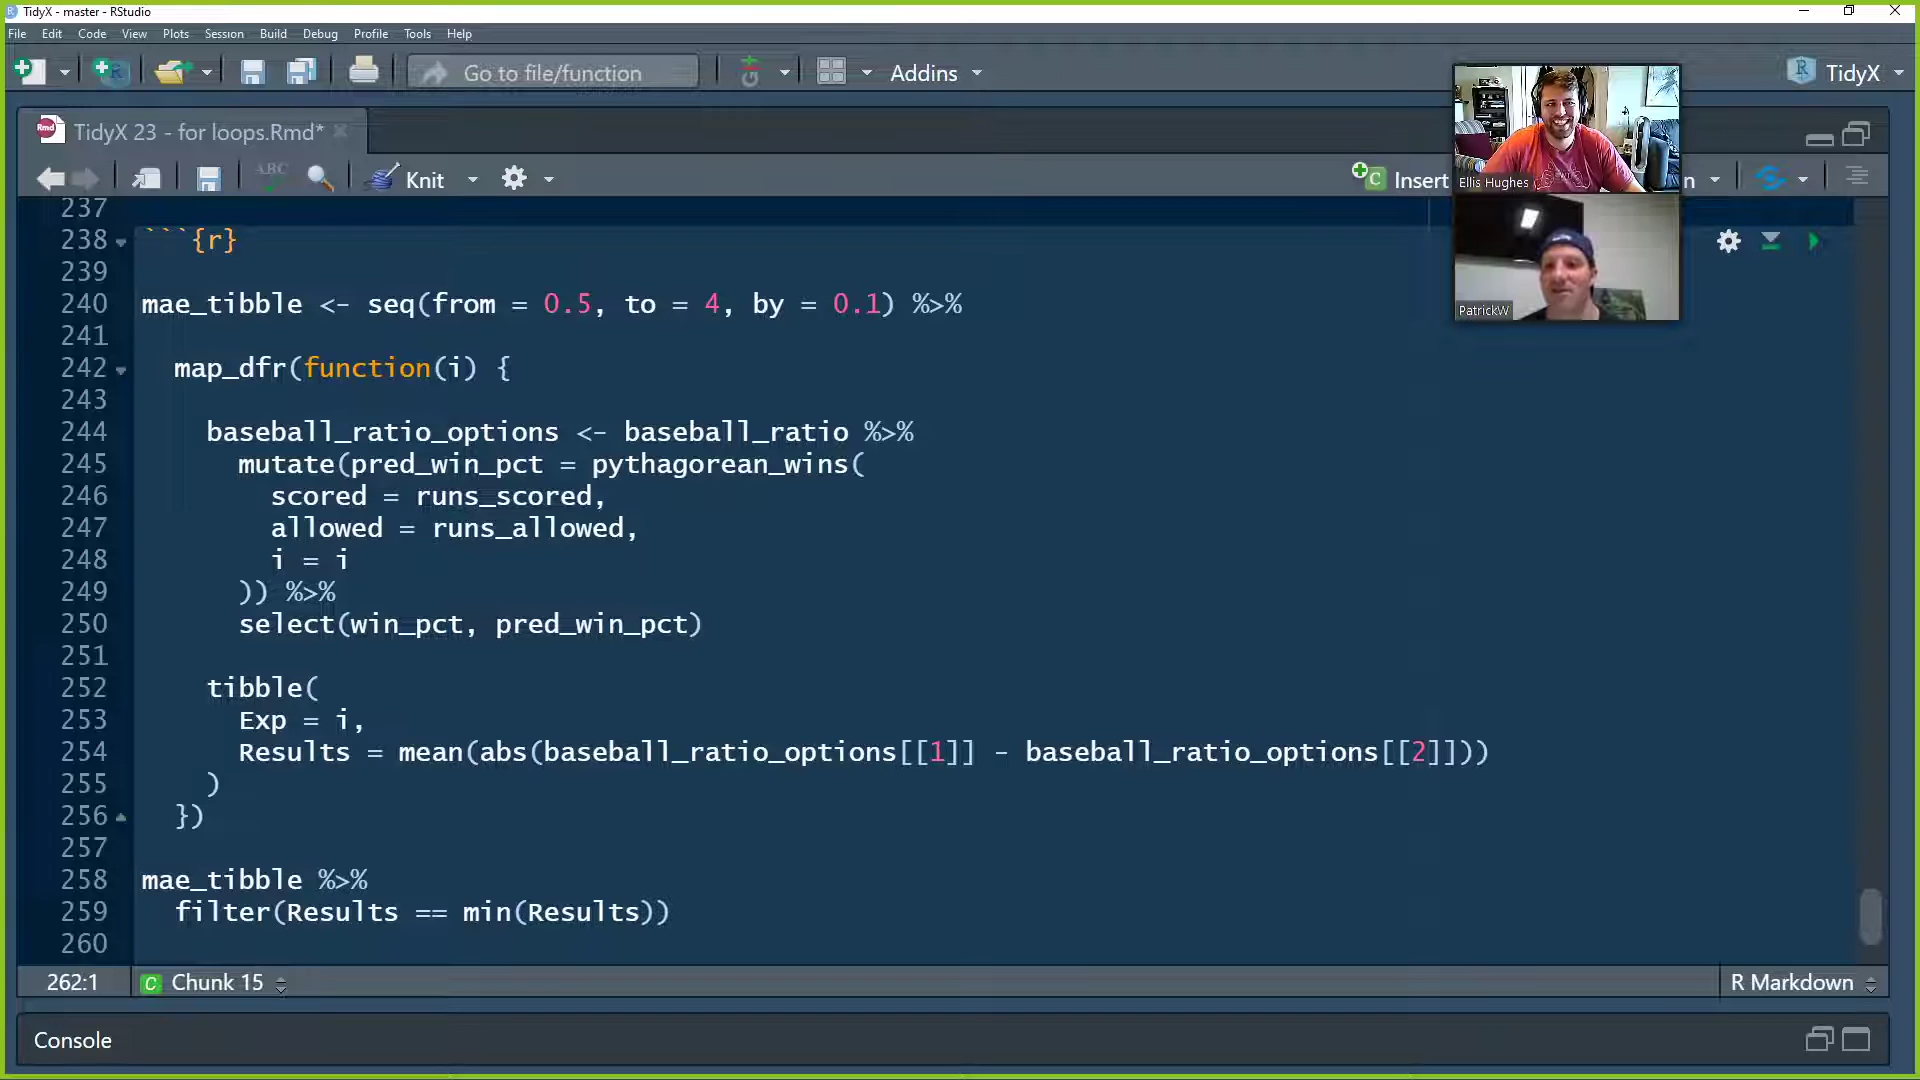 TidyX - master - RStudio
File Edit Code View Plots Session Build Debug Profile Tools Help
Go to file/function Addins TidyX
TidyX 23 - for loops.Rmd*
ABC Knit Insert n
Ellis Hughes
PatrickW
237
238 ```{r}
239
240 mae_tibble <- seq(from = 0.5, to = 4, by = 0.1) %>%
241
242 map_dfr(function(i) {
243
244 baseball_ratio_options <- baseball_ratio %>%
245 mutate(pred_win_pct = pythagorean_wins(
246 scored = runs_scored,
247 allowed = runs_allowed,
248 i = i
249 )) %>%
250 select(win_pct, pred_win_pct)
251
252 tibble(
253 Exp = i,
254 Results = mean(abs(baseball_ratio_options[[1]] - baseball_ratio_options[[2]]))
255 )
256 })
257
258 mae_tibble %>%
259 filter(Results == min(Results))
260
262:1 C Chunk 15 R Markdown
Console